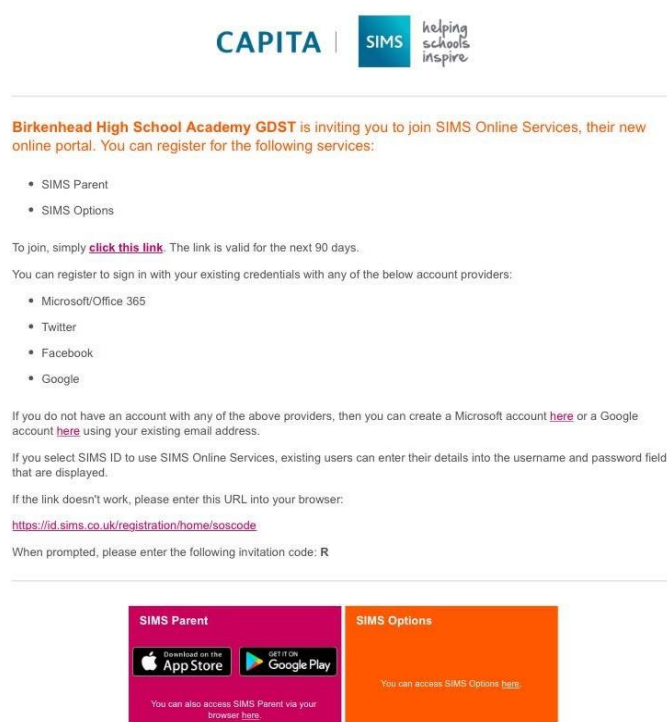 CAPITA
SIMS
helping
schools
inspire
Birkenhead High School Academy GDST is inviting you to join SIMS Online Services, their new
online portal. You can register for the following services:
• SIMS Parent
• SIMS Options
To join, simply click this link. The link is valid for the next 90 days.
You can register to sign in with your existing credentials with any of the below account providers:
• Microsoft/Office 365
• Twitter
• Facebook
• Google
If you do not have an account with any of the above providers, then you can create a Microsoft account here or a Google
account here using your existing email address.
If you select SIMS ID to use SIMS Online Services, existing users can enter their details into the username and password field
that are displayed.
If the link doesn't work, please enter this URL into your browser:
https://id.sims.co.uk/registration/home/soscode
When prompted, please enter the following invitation code: R
SIMS Parent
Download on the
App Store
GET IT ON
Google Play
You can also access SIMS Parent via your
browser here.
SIMS Options
You can access SIMS Options here.